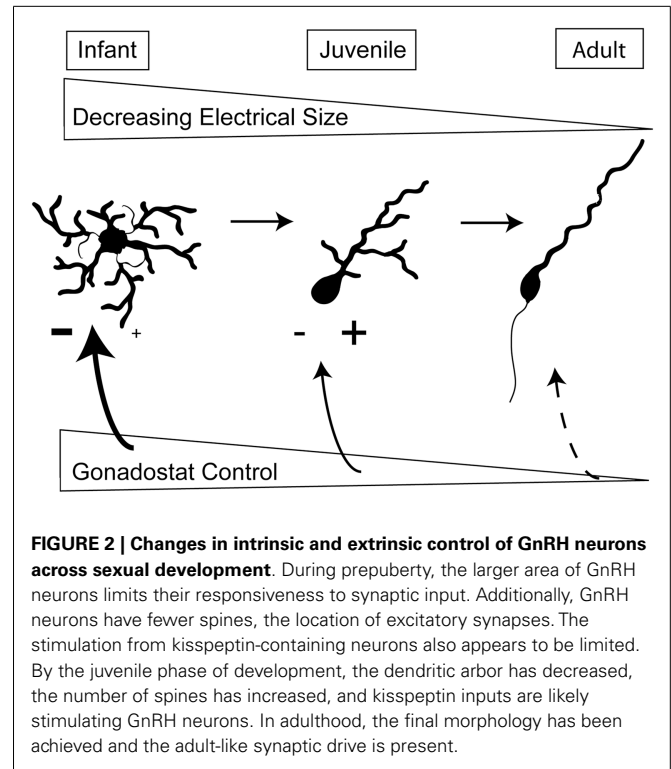 Infant
Juvenile
Adult
Decreasing Electrical Size
- +
- +
Gonadostat Control
FIGURE 2 | Changes in intrinsic and extrinsic control of GnRH neurons
across sexual development. During prepuberty, the larger area of GnRH
neurons limits their responsiveness to synaptic input. Additionally, GnRH
neurons have fewer spines, the location of excitatory synapses. The
stimulation from kisspeptin-containing neurons also appears to be limited.
By the juvenile phase of development, the dendritic arbor has decreased,
the number of spines has increased, and kisspeptin inputs are likely
stimulating GnRH neurons. In adulthood, the final morphology has been
achieved and the adult-like synaptic drive is present.